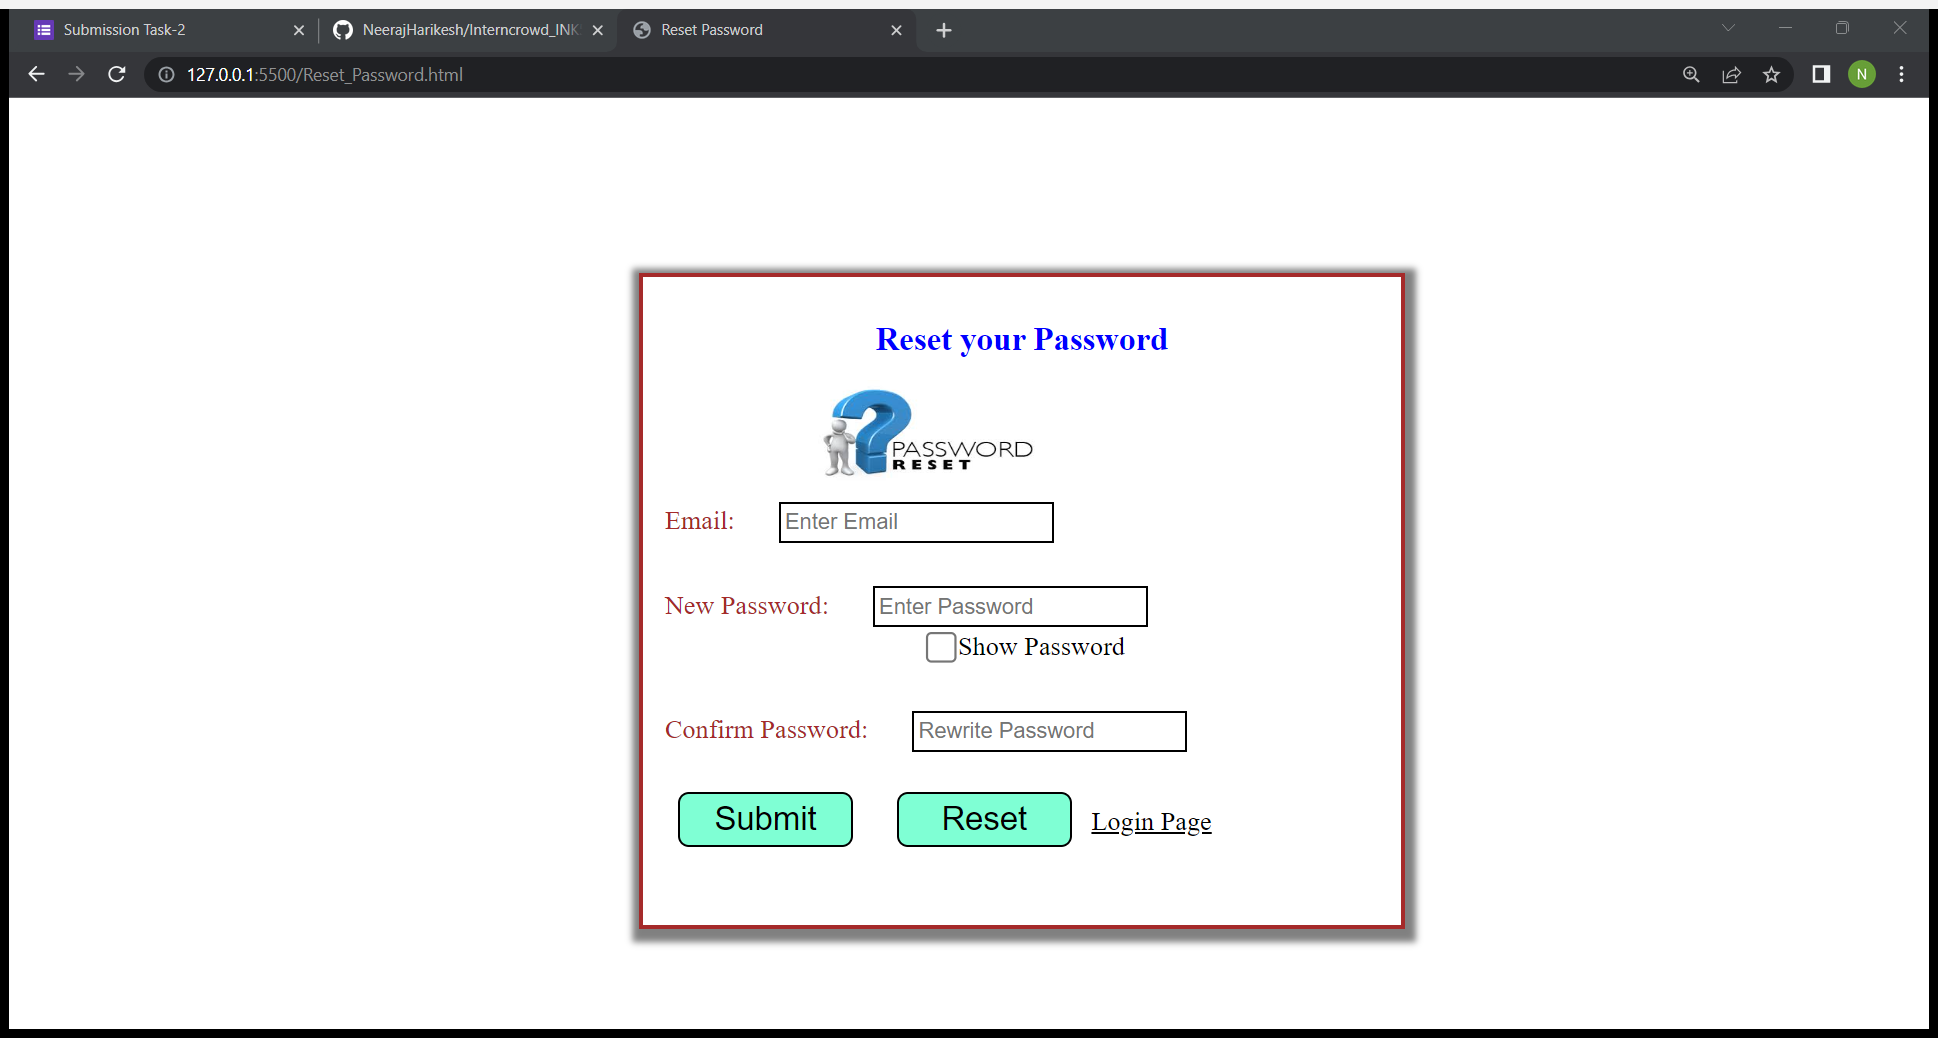 Submission Task-2
NeerajHarikesh/Interncrowd_INK
Reset Password
127.0.0.1:5500/Reset_Password.html
N
Reset your Password
PASSWORD
RESET
Email:
Enter Email
New Password:
Enter Password
Show Password
Confirm Password:
Rewrite Password
Submit
Reset
Login Page